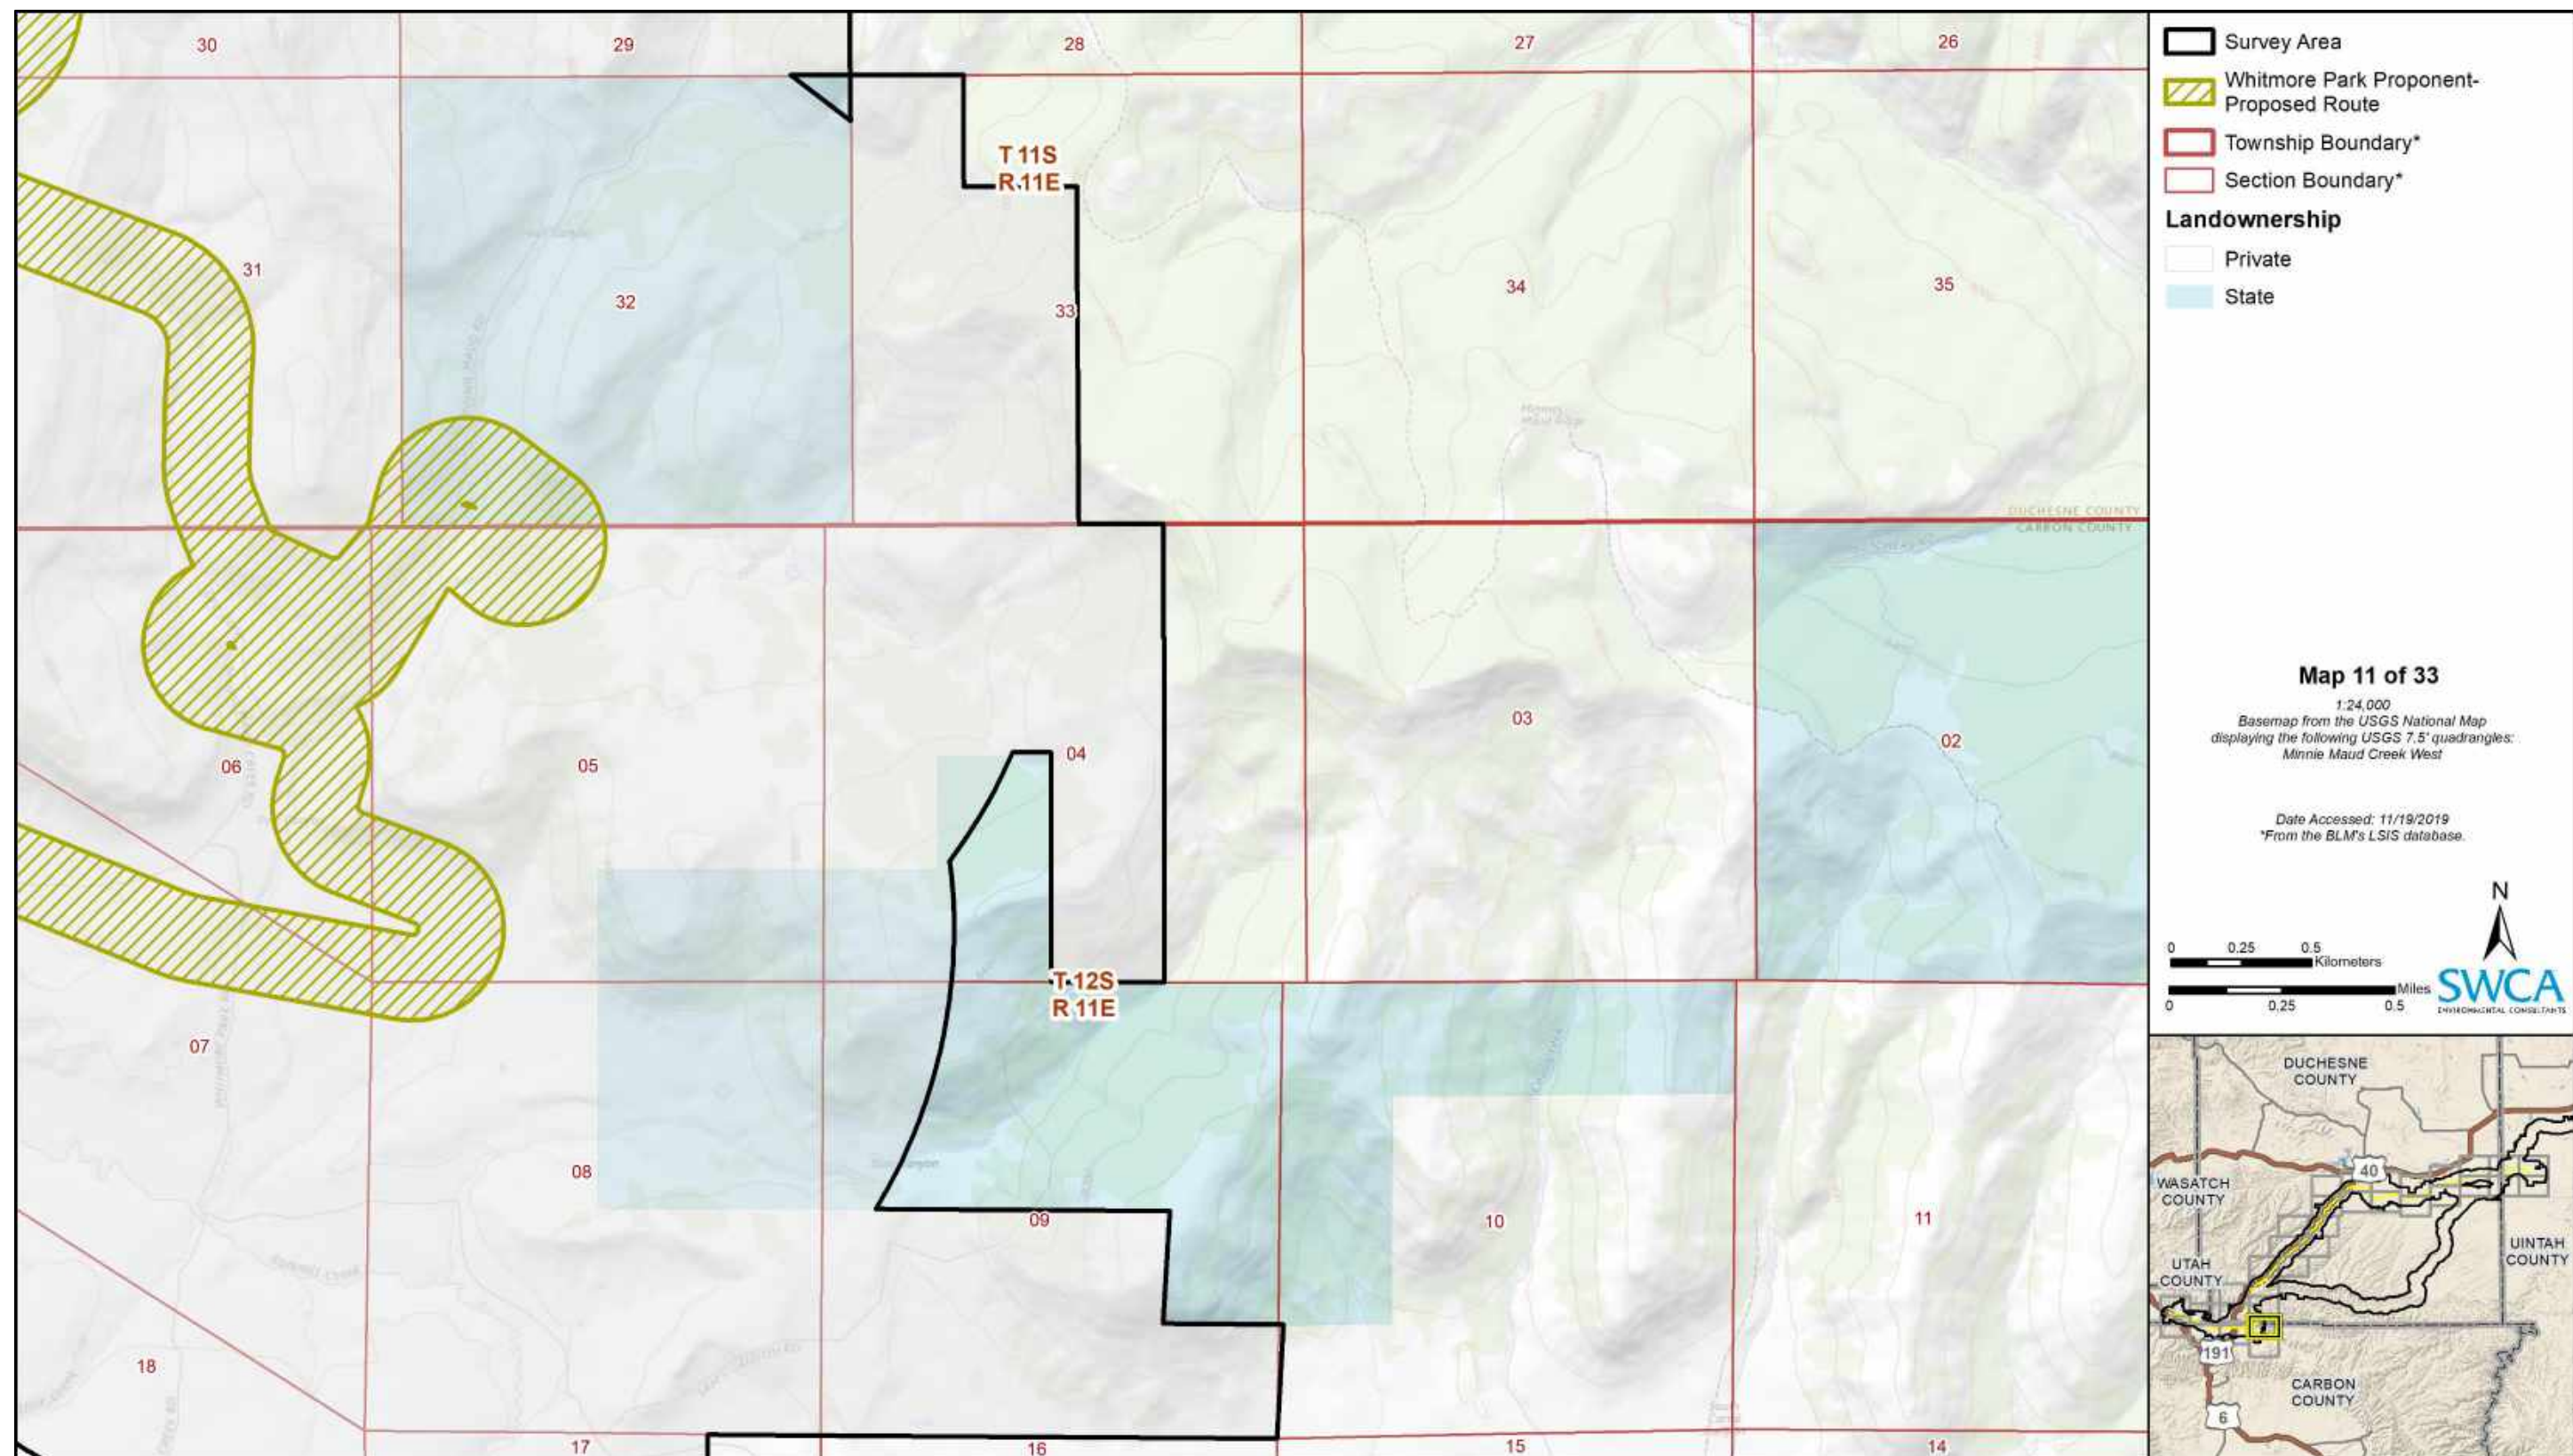 30
29
28
27
26
T 11S
R 11E
31
32
33
34
35
DUCHESNE COUNTY
CARBON COUNTY
06
05
04
03
02
T 12S
R 11E
07
08
09
10
11
18
17
16
15
14
Survey Area
Whitmore Park Proponent-
Proposed Route
Township Boundary*
Section Boundary*
Landownership
Private
State
Map 11 of 33
1:24,000
Basemap from the USGS National Map
displaying the following USGS 7.5' quadrangles:
Minnie Maud Creek West
Date Accessed: 11/19/2019
*From the BLM's LSIS database.
N
0 0.25 0.5
Kilometers
Miles
0 0.25 0.5
SWCA
ENVIRONMENTAL CONSULTANTS
DUCHESNE
COUNTY
40
WASATCH
COUNTY
UINTAH
COUNTY
UTAH
COUNTY
191
CARBON
COUNTY
6